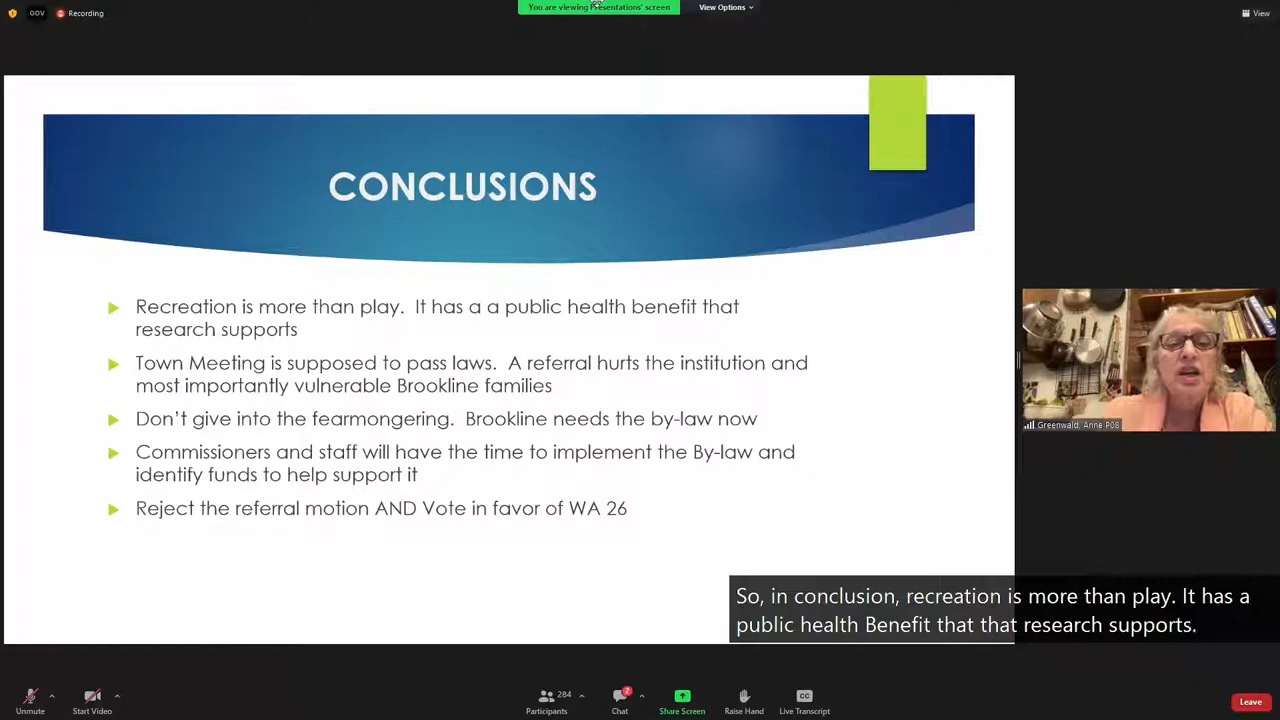 GOV
Recording
You are viewing Presentations' screen
View Options
View
CONCLUSIONS
Recreation is more than play. It has a a public health benefit that
research supports
Town Meeting is supposed to pass laws. A referral hurts the institution and
most importantly vulnerable Brookline families
Don't give into the fearmongering. Brookline needs the by-law now
Commissioners and staff will have the time to implement the By-law and
identify funds to help support it
Reject the referral motion AND Vote in favor of WA 26
Greenwald, Anne P08
So, in conclusion, recreation is more than play. It has a
public health Benefit that that research supports.
Unmute
Start Video
284
Participants
2
Chat
Share Screen
Raise Hand
CC
Live Transcript
Leave